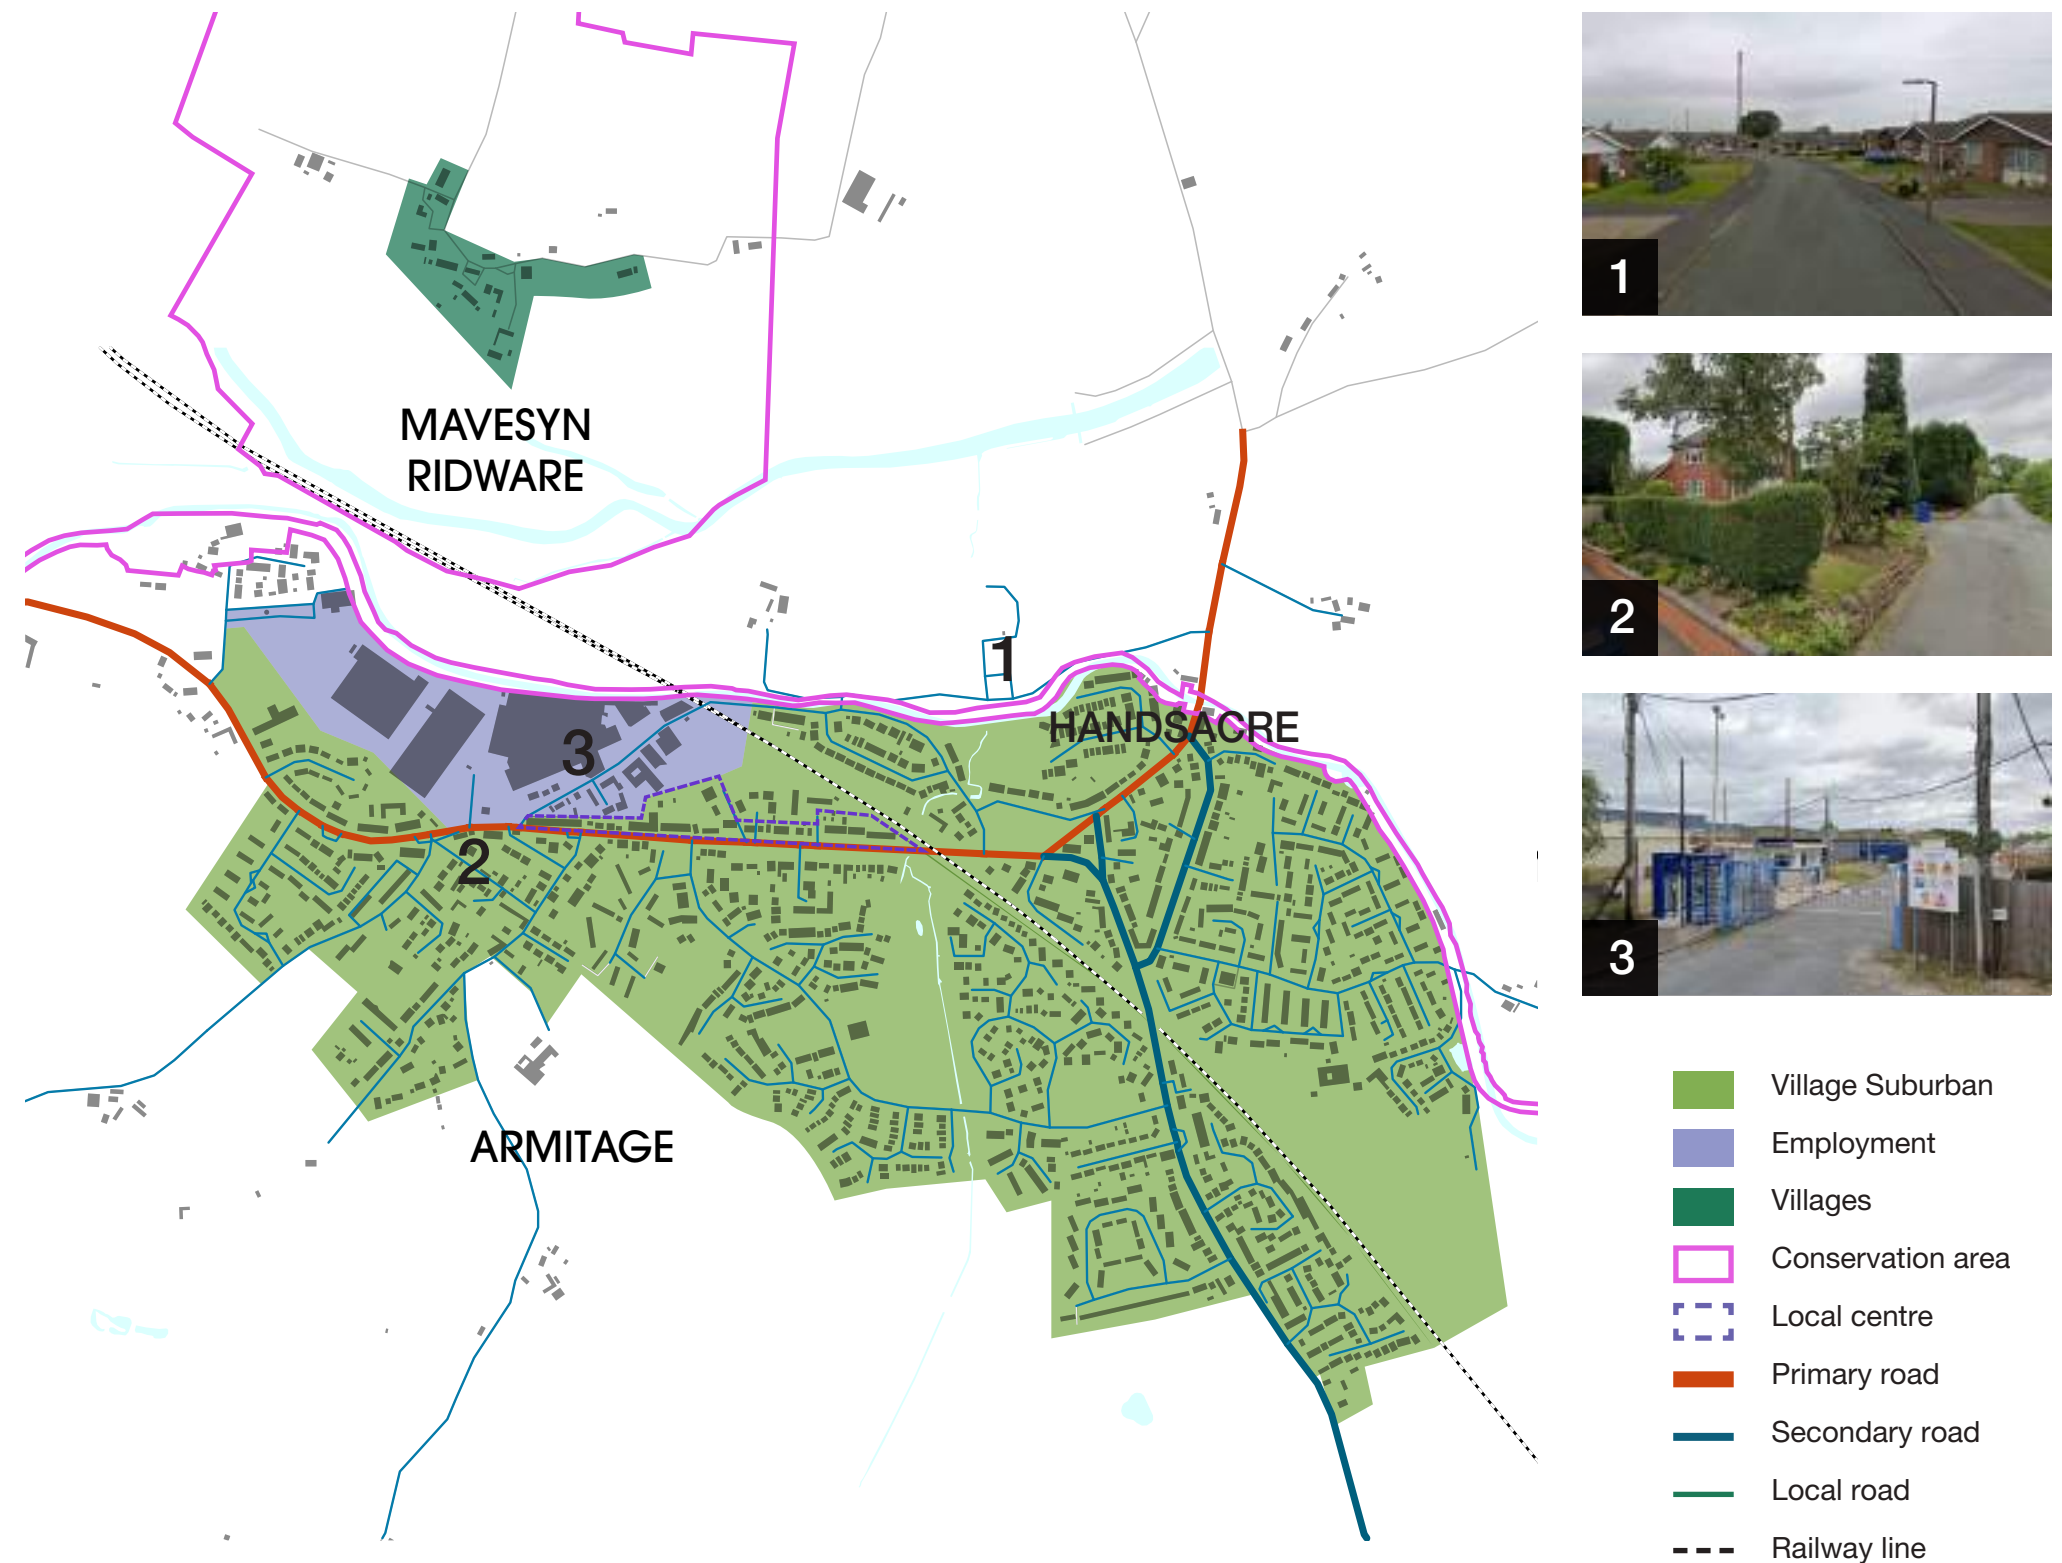 MAVESYN
RIDWARE
1
HANDSACRE
3
2
ARMITAGE
1
2
3
Village Suburban
Employment
Villages
Conservation area
Local centre
Primary road
Secondary road
Local road
Railway line